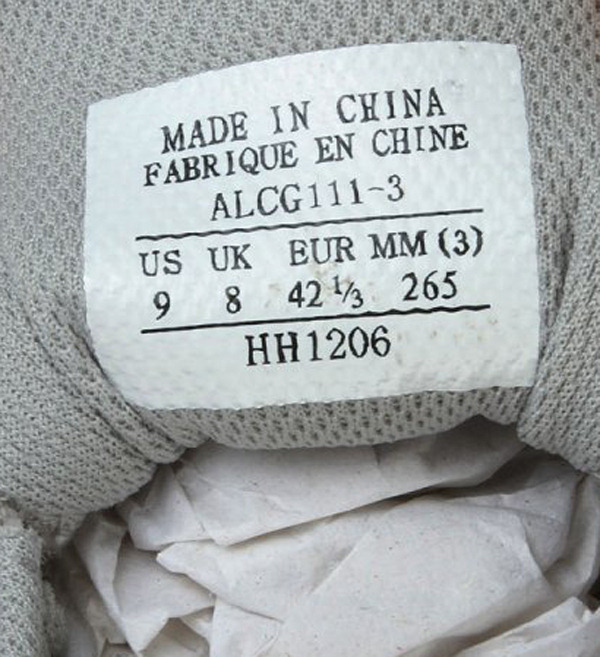 MADE IN CHINA
FABRIQUE EN CHINE
ALCG111-3
US UK EUR MM (3)
9 8 42 1/3 265
HH1206